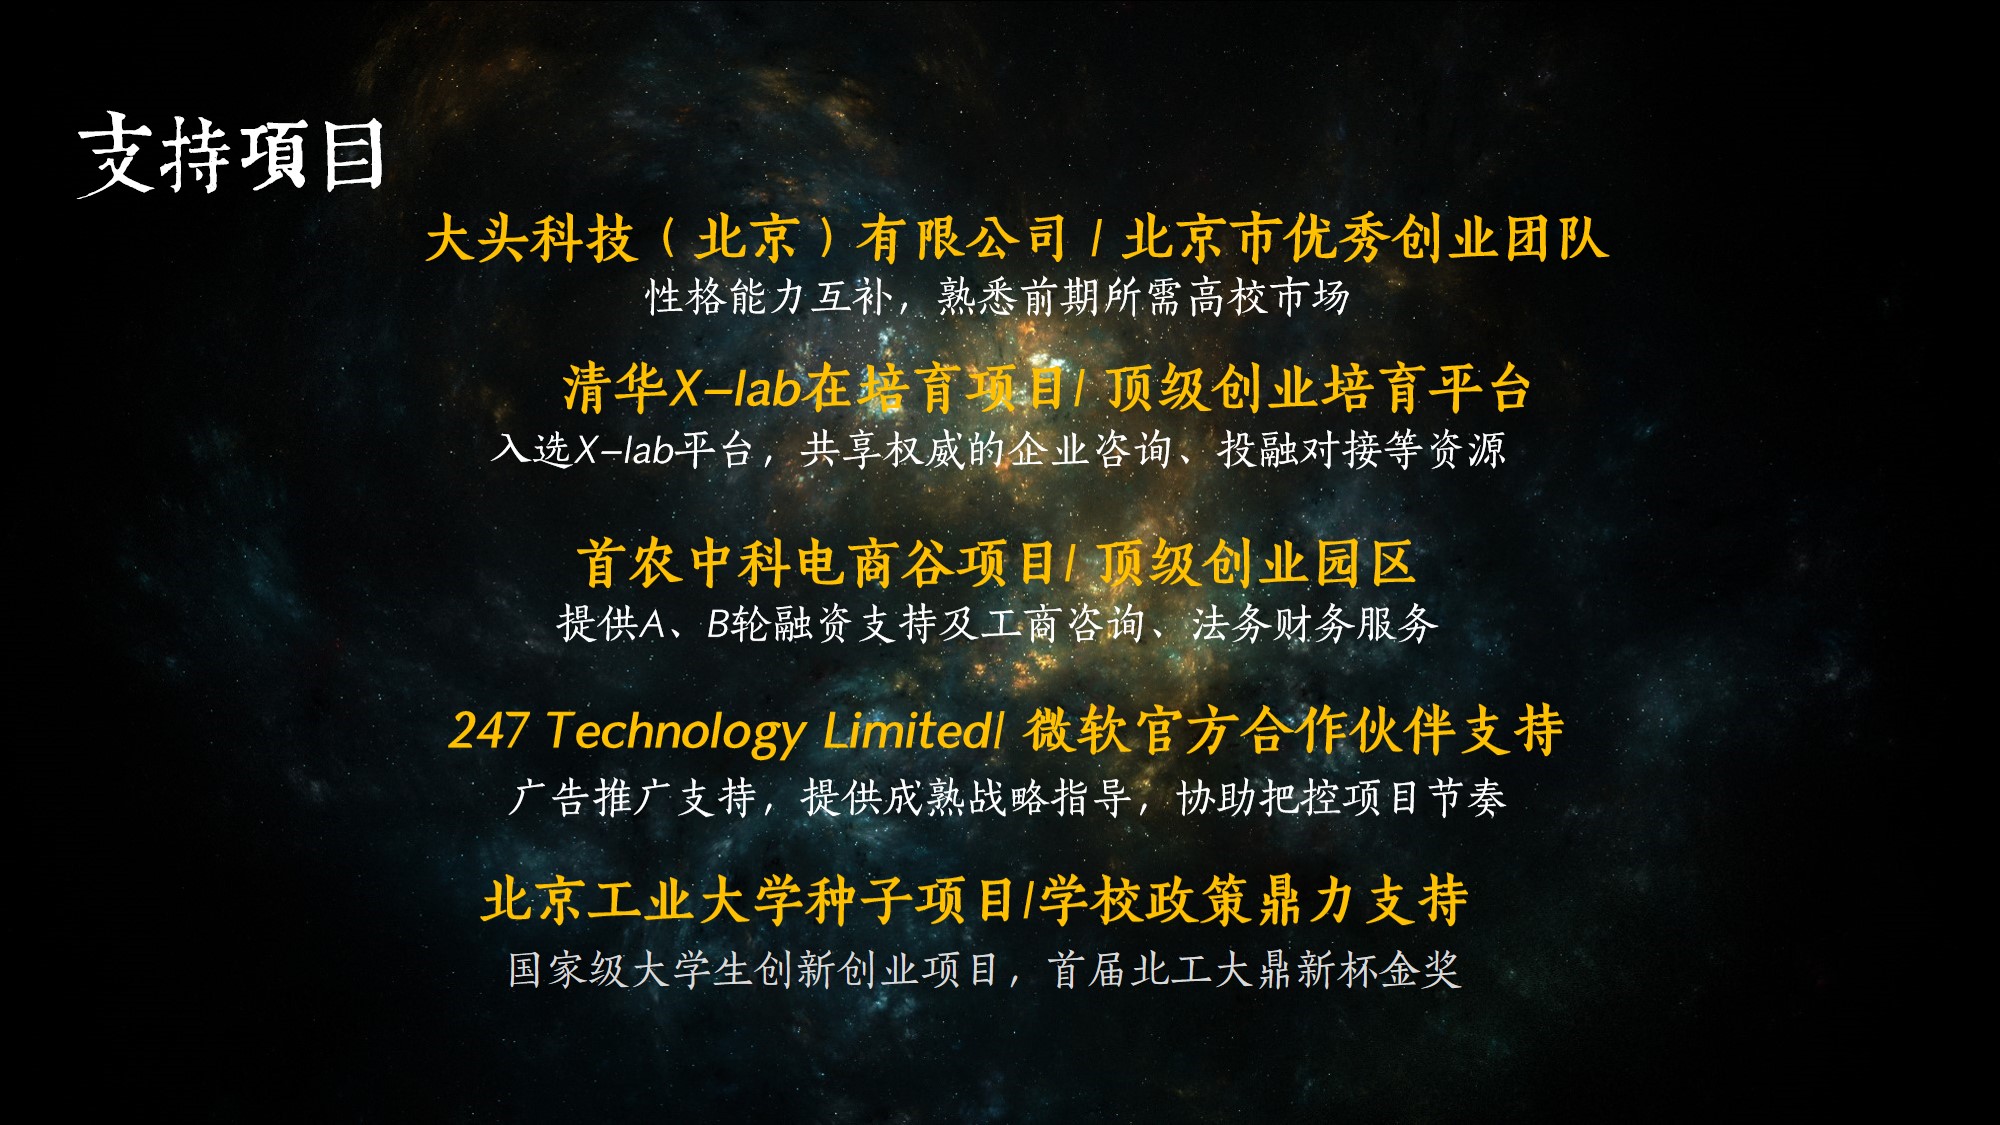 支持項目
大头科技（北京）有限公司 / 北京市优秀创业团队
性格能力互补，熟悉前期所需高校市场
清华X-lab在培育项目/ 顶级创业培育平台
入选X-lab平台，共享权威的企业咨询、投融对接等资源
首农中科电商谷项目/ 顶级创业园区
提供A、B轮融资支持及工商咨询、法务财务服务
247 Technology Limited/ 微软官方合作伙伴支持
广告推广支持，提供成熟战略指导，协助把控项目节奏
北京工业大学种子项目/学校政策鼎力支持
国家级大学生创新创业项目，首届北工大鼎新杯金奖